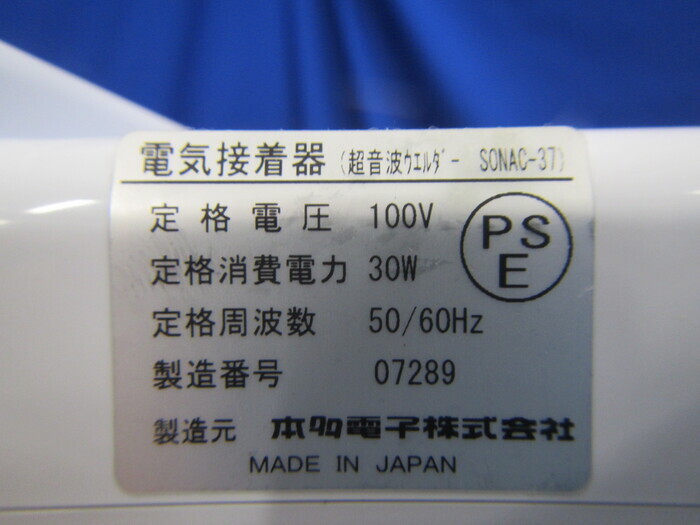 電気接着器 (超音波ｳｴﾙﾀﾞｰ SONAC-37)
定格電圧 100V
定格消費電力 30W
定格周波数 50/60Hz
PS
E
製造番号 07289
製造元 本多電子株式会社
MADE IN JAPAN